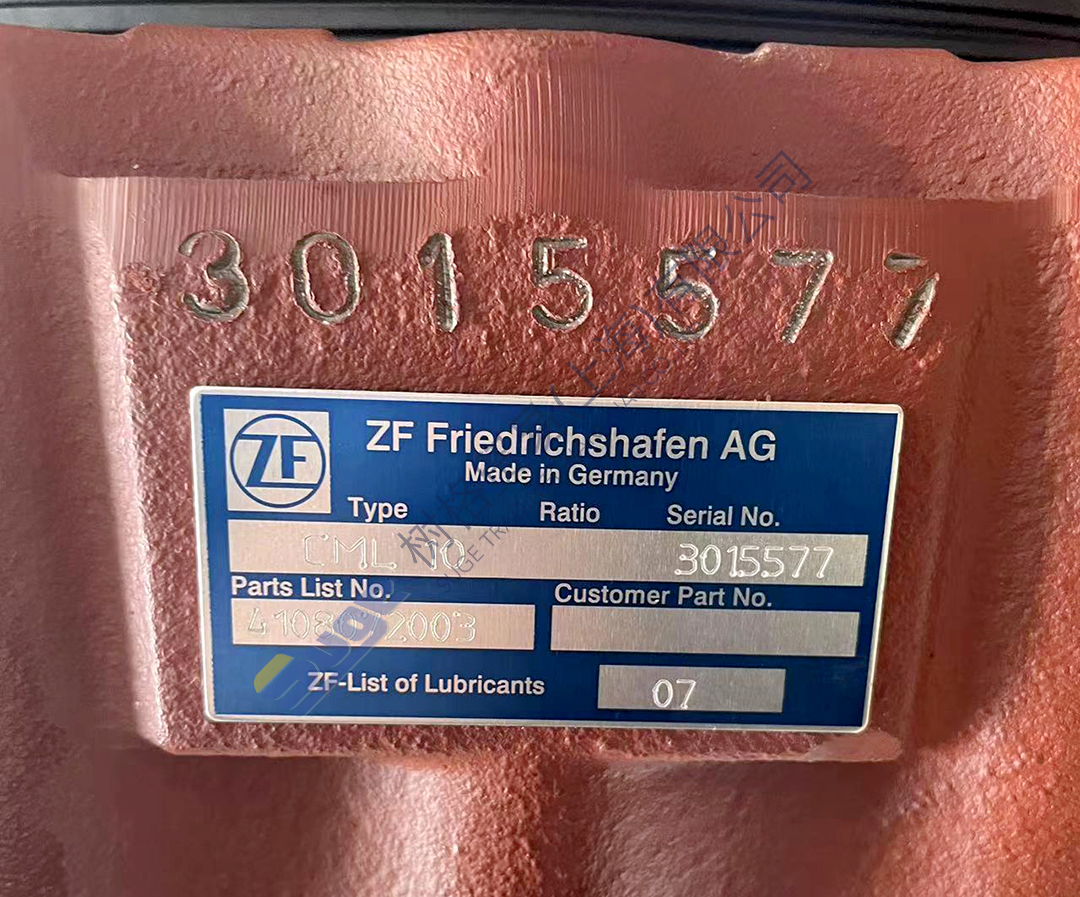 3015577
ZF
ZF Friedrichshafen AG
Made in Germany
Type Ratio Serial No.
CML 10 3015577
Parts List No. Customer Part No.
ZF-List of Lubricants 07